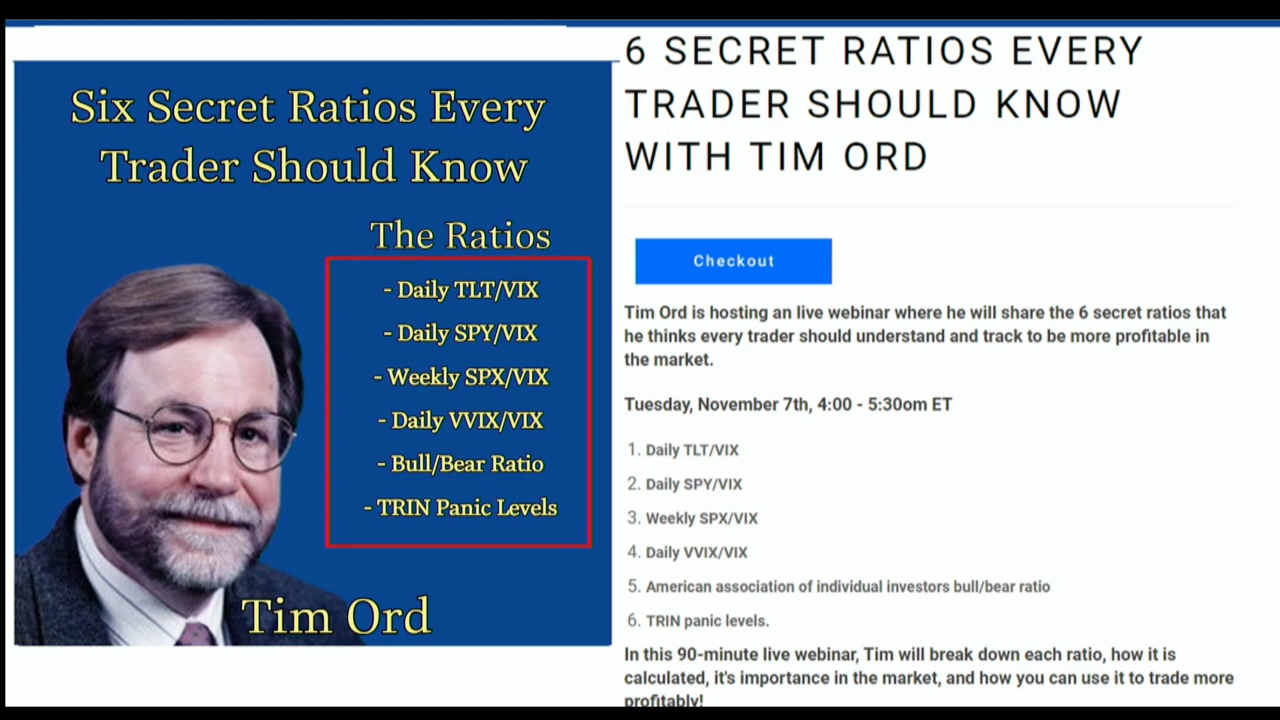 Six Secret Ratios Every
Trader Should Know
The Ratios
- Daily TLT/VIX
- Daily SPY/VIX
- Weekly SPX/VIX
- Daily VVIX/VIX
- Bull/Bear Ratio
- TRIN Panic Levels
Tim Ord
6 SECRET RATIOS EVERY
TRADER SHOULD KNOW
WITH TIM ORD
Checkout
Tim Ord is hosting an live webinar where he will share the 6 secret ratios that
he thinks every trader should understand and track to be more profitable in
the market.
Tuesday, November 7th, 4:00 - 5:30om ET
1. Daily TLT/VIX
2. Daily SPY/VIX
3. Weekly SPX/VIX
4. Daily VVIX/VIX
5. American association of individual investors bull/bear ratio
6. TRIN panic levels.
In this 90-minute live webinar, Tim will break down each ratio, how it is
calculated, it's importance in the market, and how you can use it to trade more
profitably!